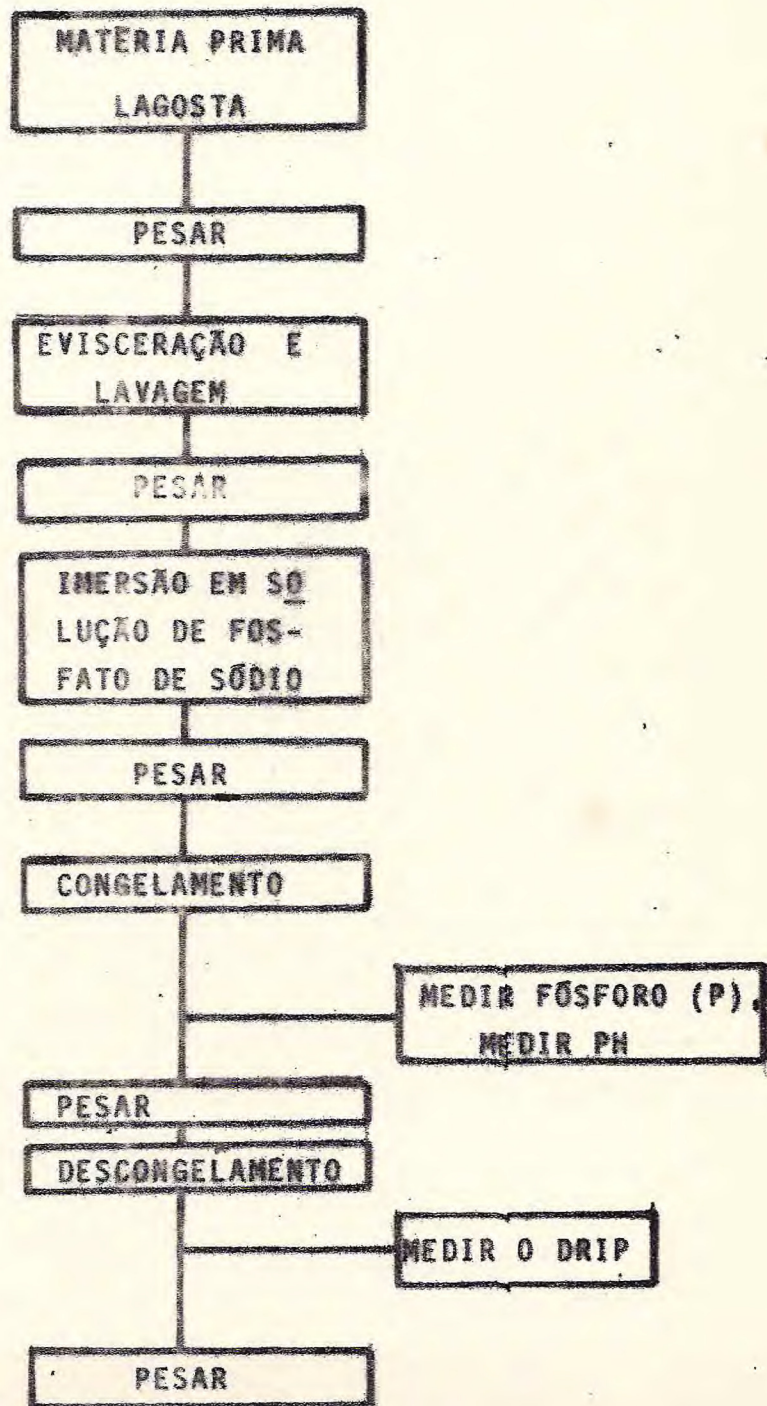 MATÉRIA PRIMA
LAGOSTA
PESAR
EVISCERAÇÃO E
LAVAGEM
PESAR
IMERSÃO EM SO
LUÇÃO DE FOS-
FATO DE SÓDIO
PESAR
CONGELAMENTO
MEDIR FÓSFORO (P).
MEDIR PH
PESAR
DESCONGELAMENTO
MEDIR O DRIP
PESAR